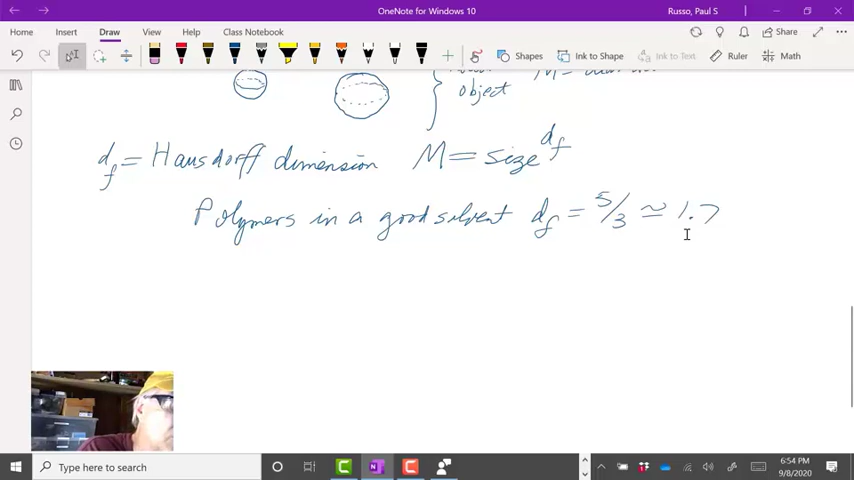 OneNote for Windows 10
Russo, Paul S
Home Insert Draw View Help Class Notebook Share
Shapes Ink to Shape Ink to Text Ruler Math
object M=
d_f = Hausdorff dimension M = size^d_f
Polymers in a good solvent d_f = 5/3 ≃ 1.7
Type here to search
6:54 PM
9/8/2020